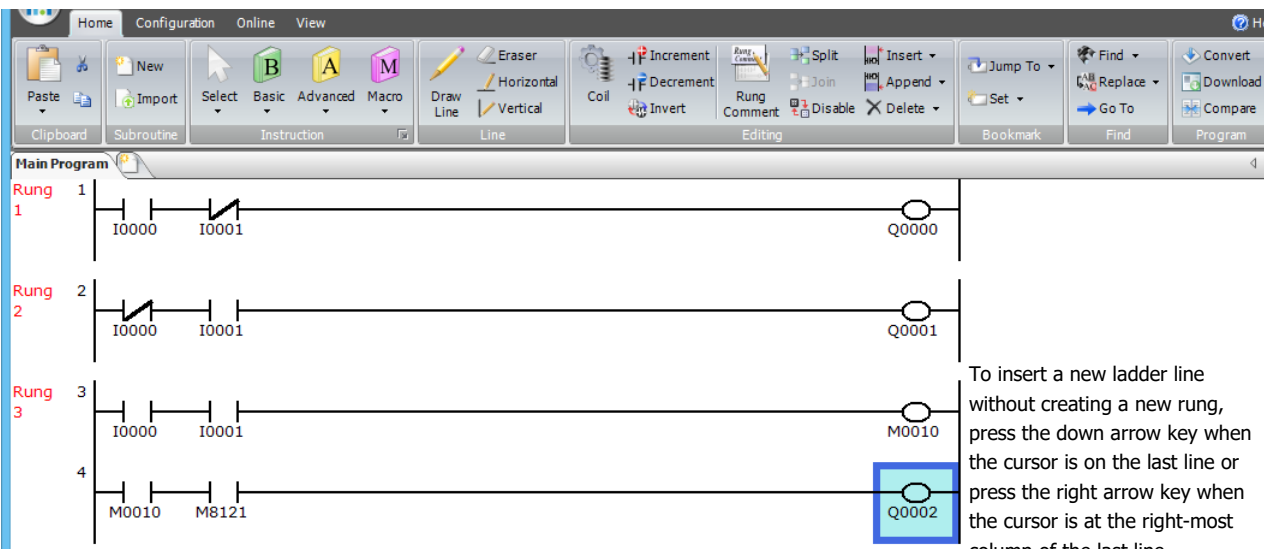 Home Configuration Online View
Paste
Clipboard
New
Import
Subroutine
Select
B
Basic
A
Advanced
M
Macro
Instruction
Draw
Line
Eraser
Horizontal
Vertical
Line
Coil
Increment
Decrement
Invert
Rung
Comment
Split
Join
Disable
Insert
Append
Delete
Editing
Jump To
Set
Bookmark
Find
Replace
Go To
Find
Convert
Download
Compare
Program
Main Program
Rung 1
1
I0000 I0001 Q0000
Rung 2
2
I0000 I0001 Q0001
Rung 3
3
I0000 I0001 M0010
4
M0010 M8121 Q0002
To insert a new ladder line
without creating a new rung,
press the down arrow key when
the cursor is on the last line or
press the right arrow key when
the cursor is at the right-most
column of the last line